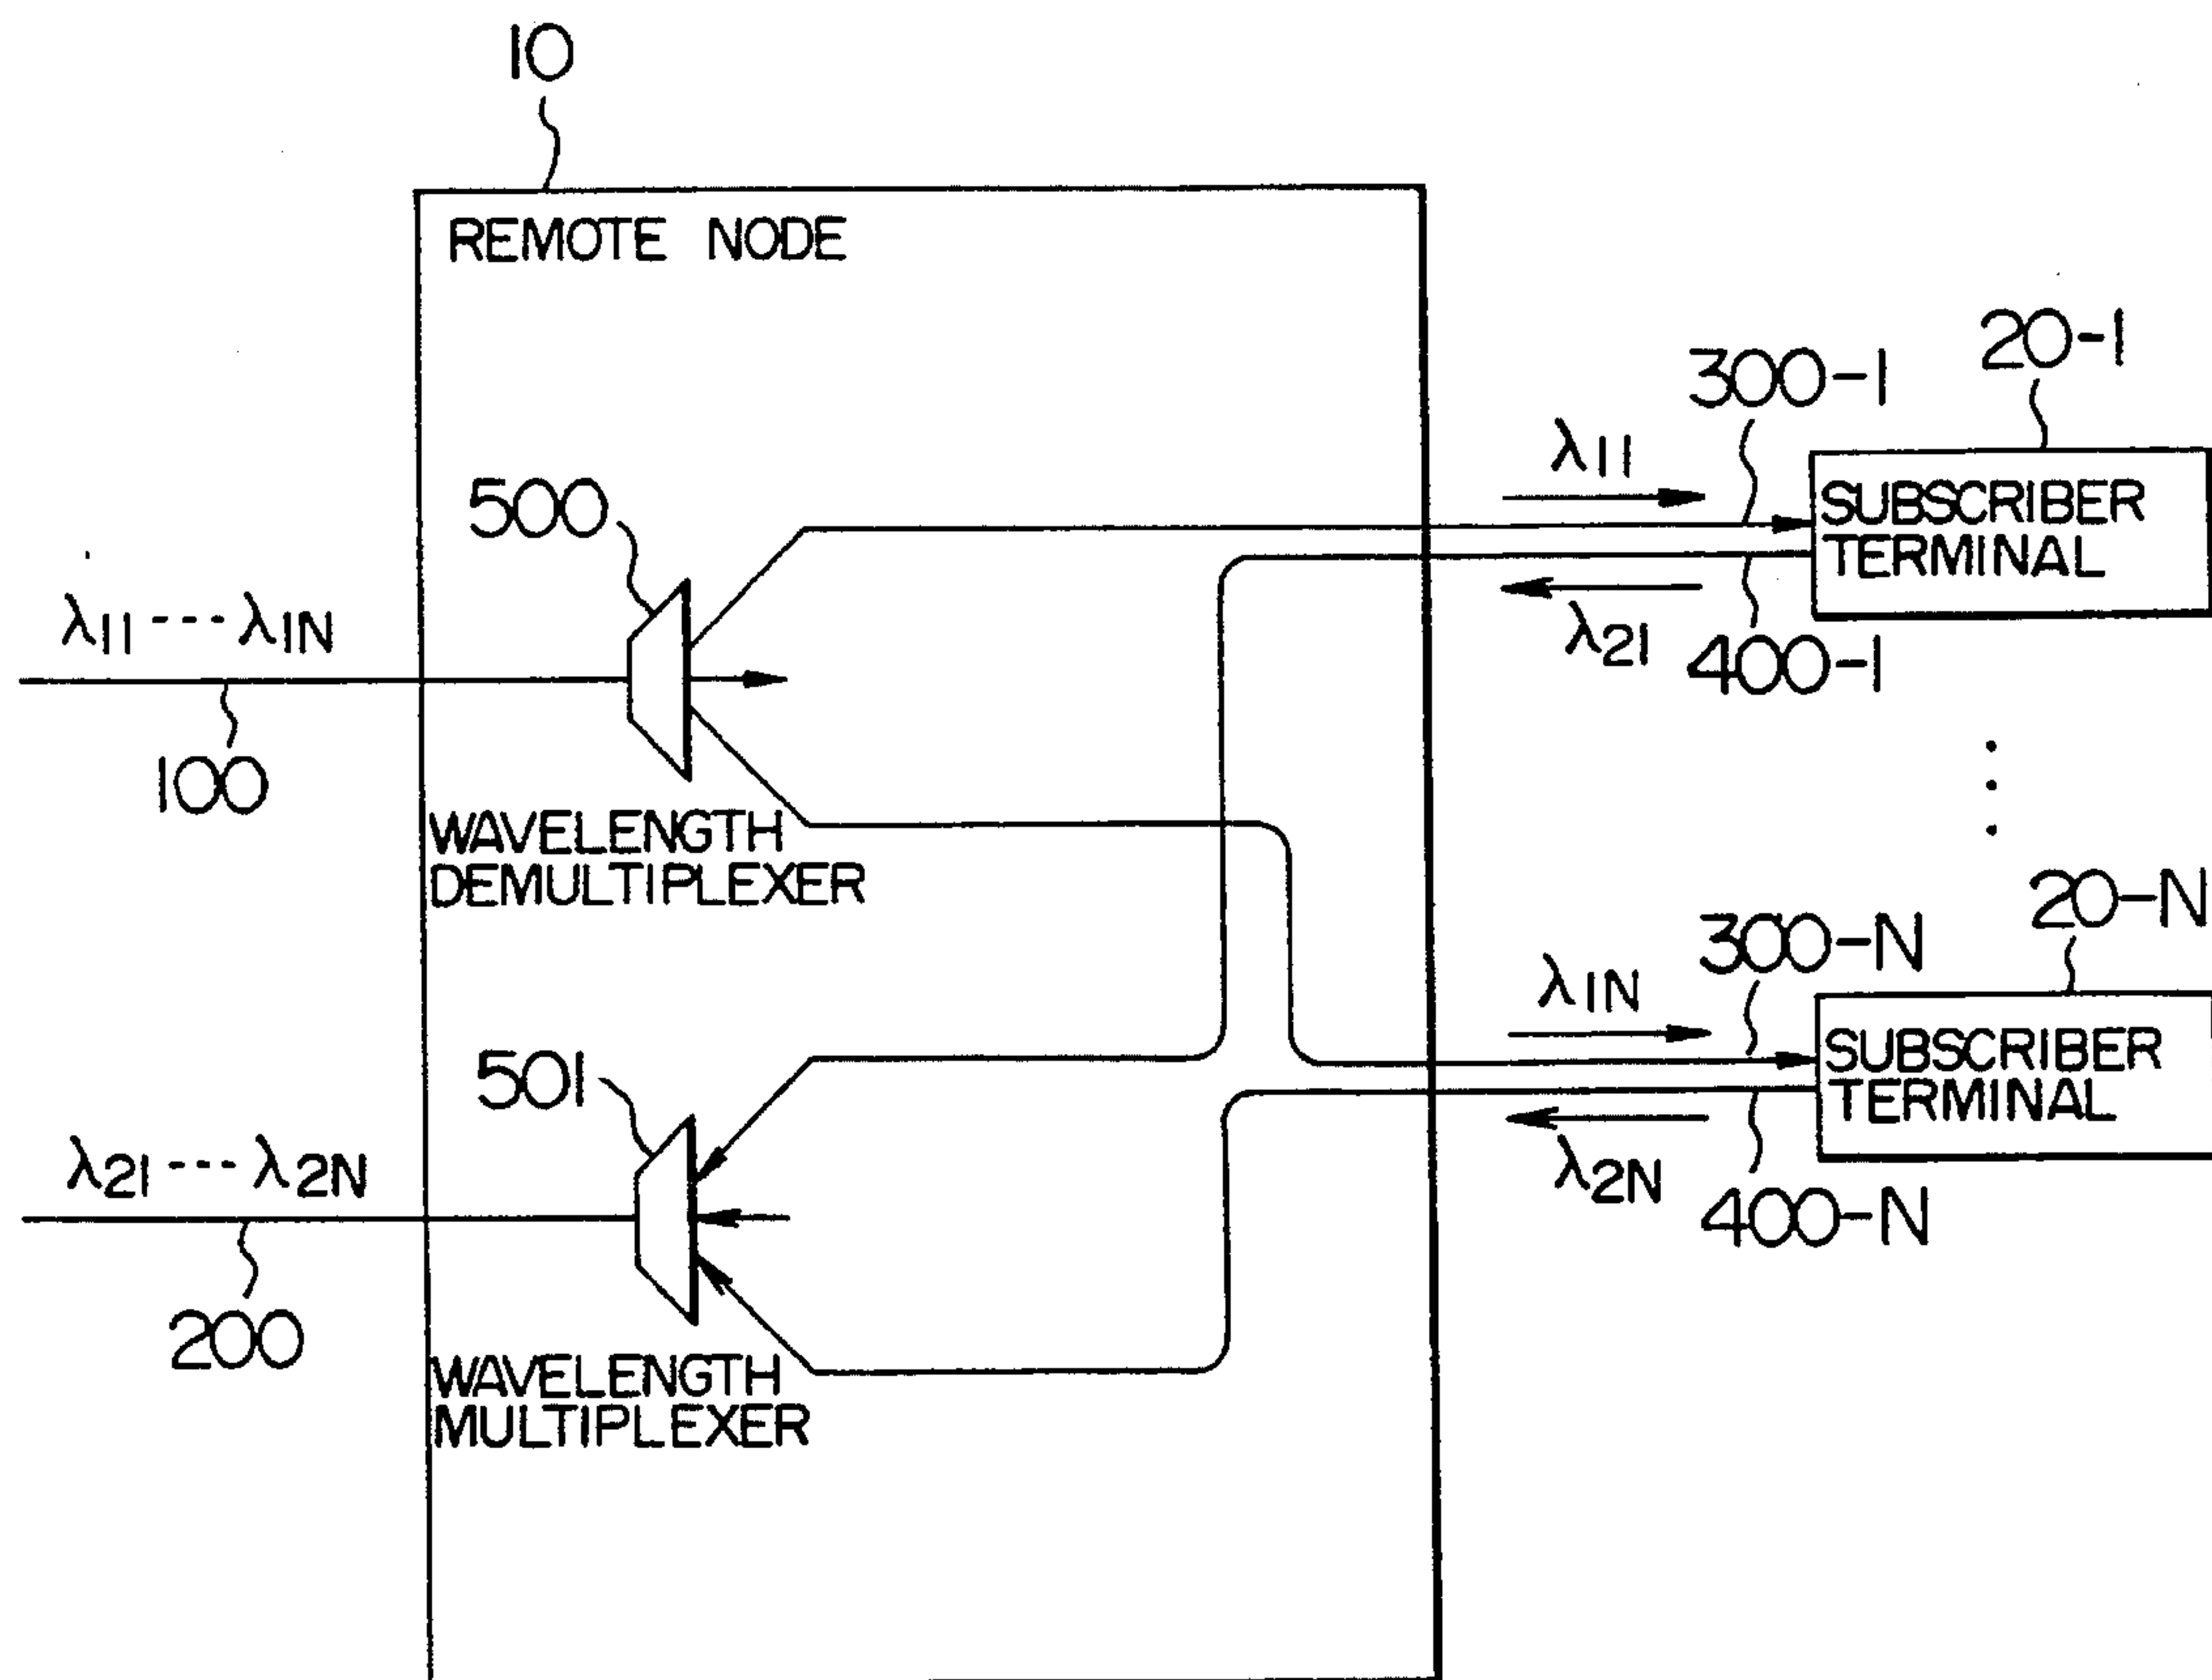 10
REMOTE NODE
20-1
300-1
λ11
500
SUBSCRIBER
TERMINAL
λ11 --- λ1N
λ21
400-1
100
WAVELENGTH
DEMULTIPLEXER
20-N
300-N
λ1N
501
SUBSCRIBER
TERMINAL
λ21 --- λ2N
λ2N
400-N
200
WAVELENGTH
MULTIPLEXER